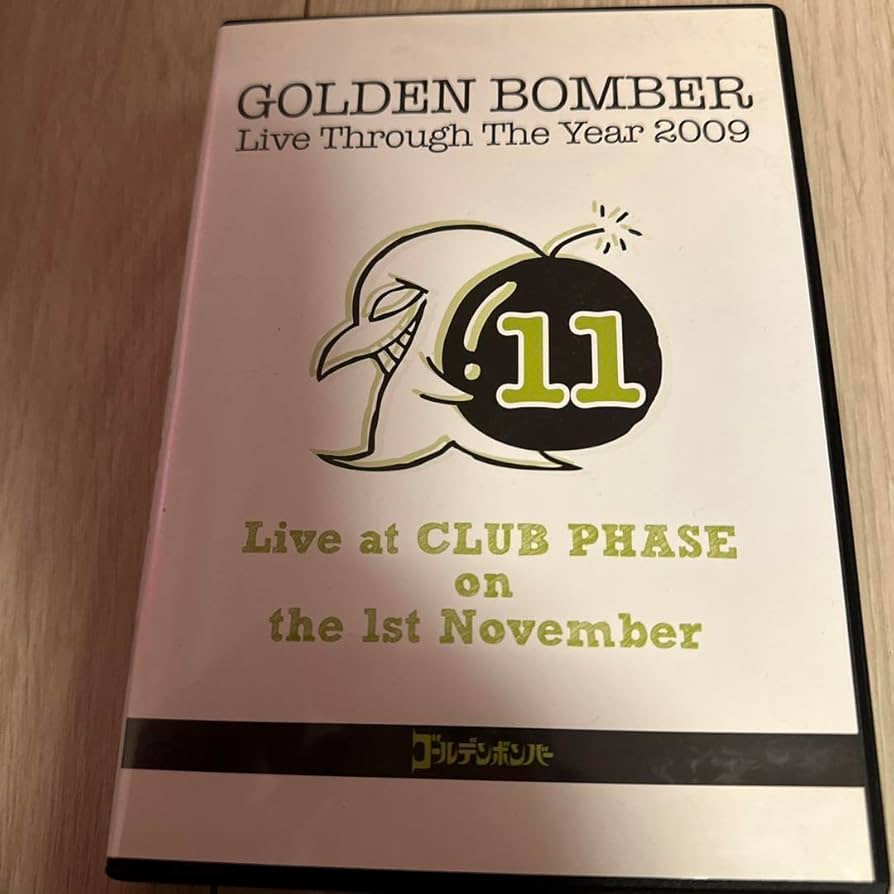 GOLDEN BOMBER
Live Through The Year 2009
11
Live at CLUB PHASE
on
the 1st November
ゴールデンボンバー